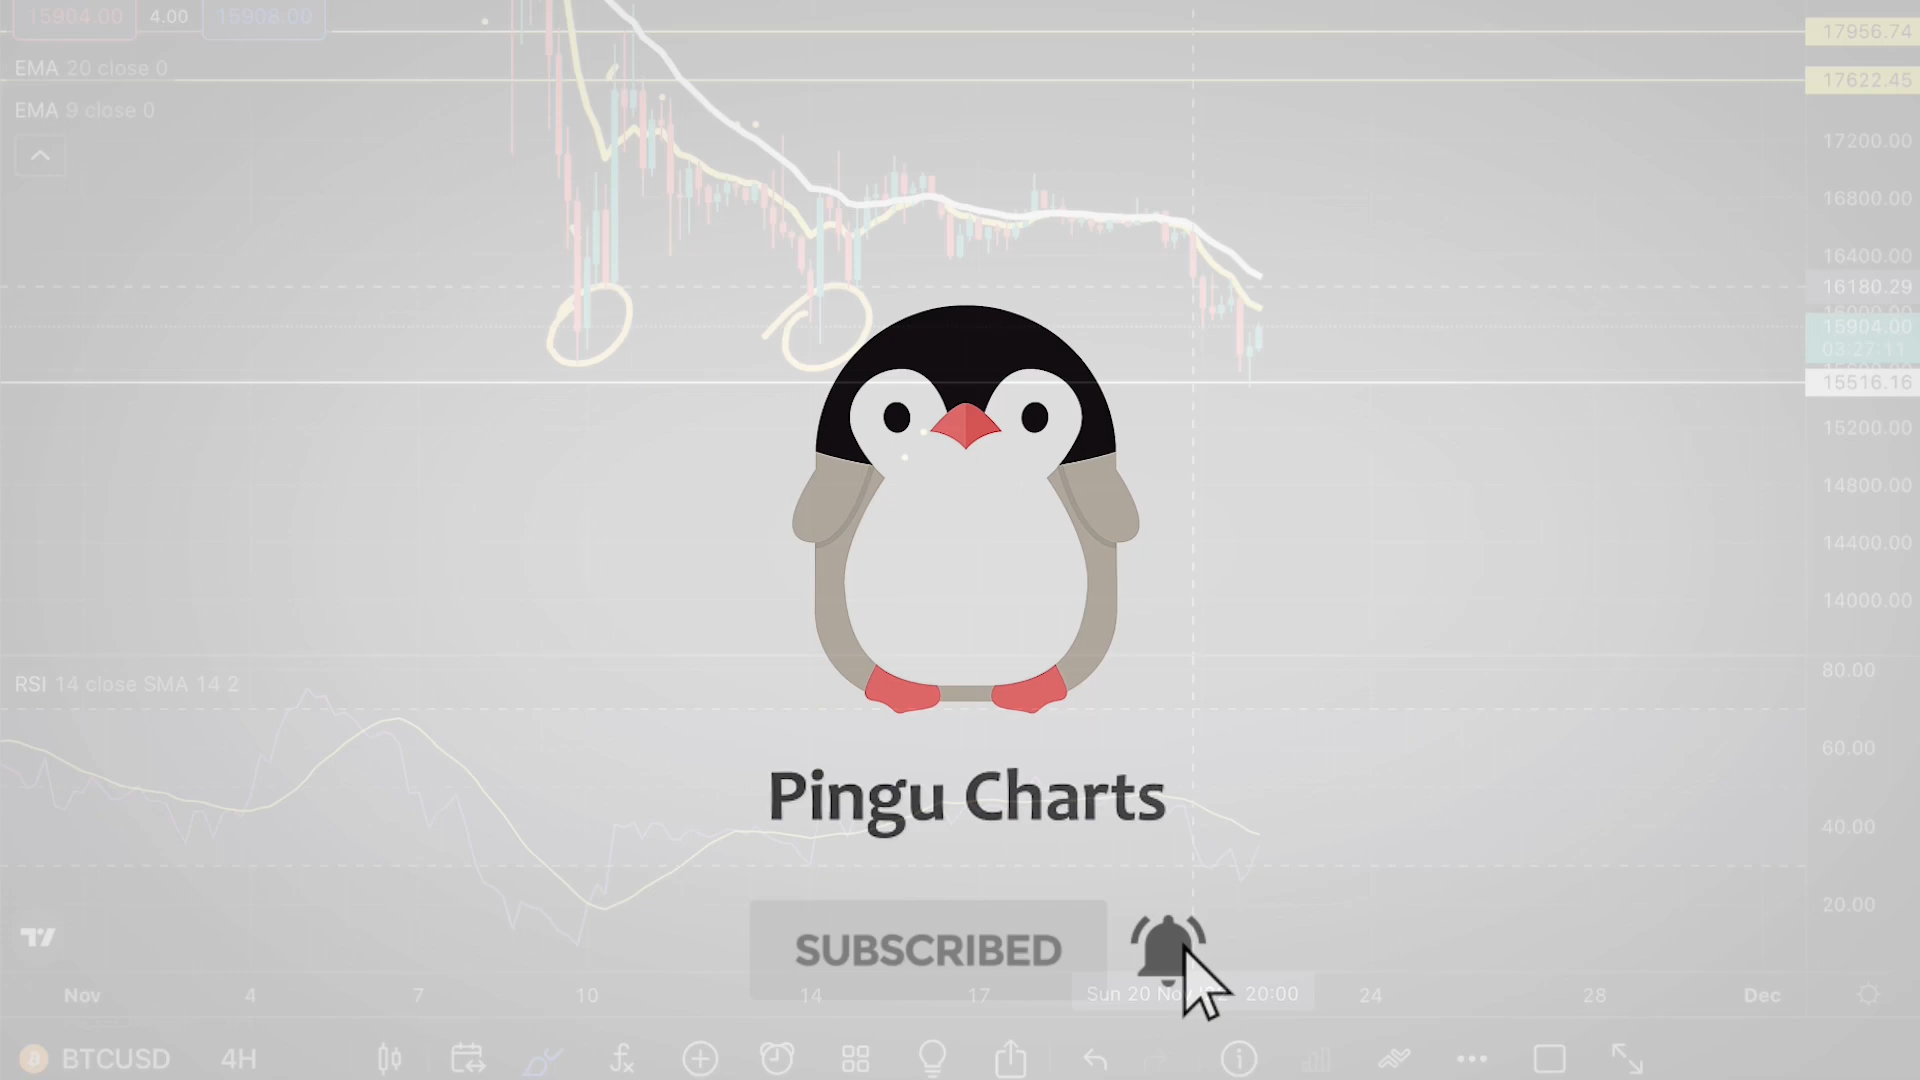 15904.00 4.00 15908.00
EMA 20 close 0
EMA 9 close 0
17956.74
17622.45
17200.00
16800.00
16400.00
16180.29
15904.00
03:27:11
15516.16
15200.00
14800.00
14400.00
14000.00
RSI 14 close SMA 14 2
80.00
60.00
40.00
20.00
Pingu Charts
SUBSCRIBED
Nov 4 7 10 14 17 Sun 20 Nov '22 20:00 24 28 Dec
BTCUSD 4H